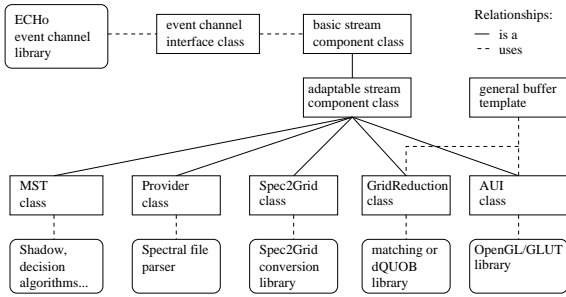 ECHo
event channel
library
event channel
interface class
basic stream
component class
Relationships:
is a
uses
adaptable stream
component class
general buffer
template
MST
class
Provider
class
Spec2Grid
class
GridReduction
class
AUI
class
Shadow,
decision
algorithms...
Spectral file
parser
Spec2Grid
conversion
library
matching or
dQUOB
library
OpenGL/GLUT
library